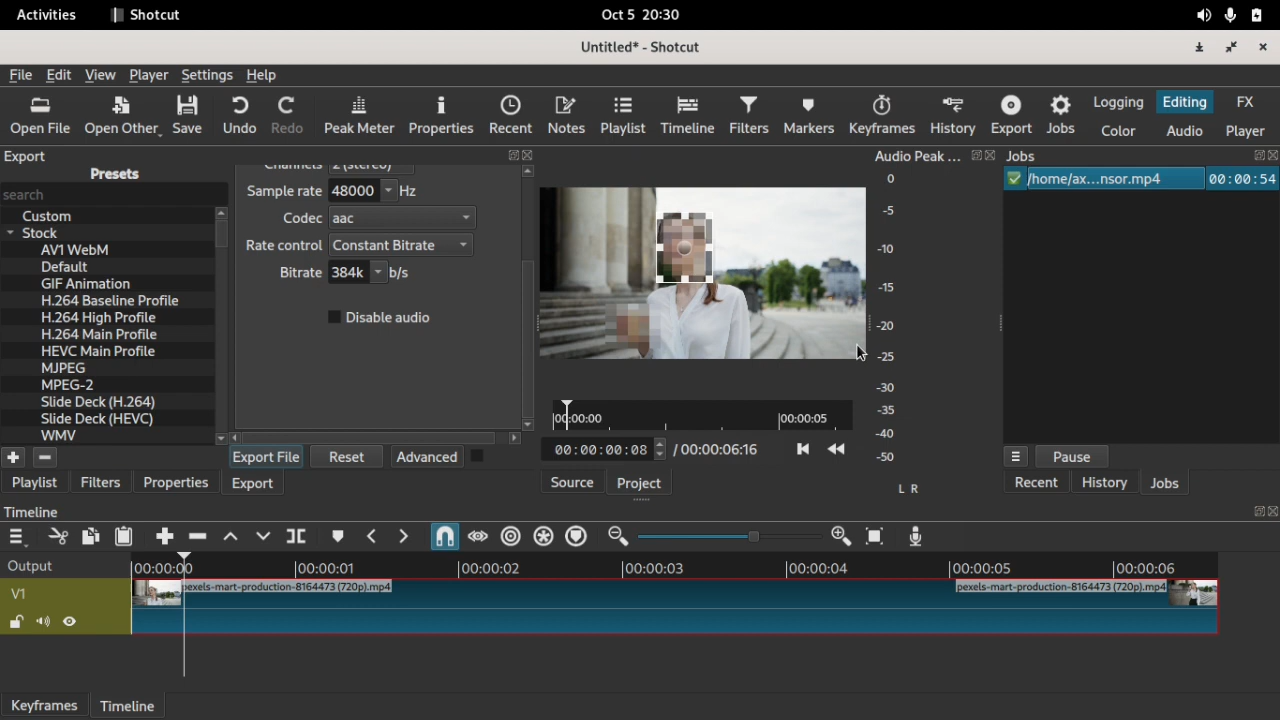 Activities Shotcut Oct 5 20:30
Untitled* - Shotcut
File Edit View Player Settings Help
Open File Open Other Save Undo Redo Peak Meter Properties Recent Notes Playlist Timeline Filters Markers Keyframes History Export Jobs
Logging Editing FX
Color Audio Player
Export
Presets
search
Custom
Stock
AV1 WebM
Default
GIF Animation
H.264 Baseline Profile
H.264 High Profile
H.264 Main Profile
HEVC Main Profile
MJPEG
MPEG-2
Slide Deck (H.264)
Slide Deck (HEVC)
WMV
Channels 2 (stereo)
Sample rate 48000 Hz
Codec aac
Rate control Constant Bitrate
Bitrate 384k b/s
Disable audio
Export File Reset Advanced
Playlist Filters Properties Export
00:00:00 00:00:05
00:00:00:08 / 00:00:06:16
Source Project
Audio Peak ...
0
-5
-10
-15
-20
-25
-30
-35
-40
-50
L R
Jobs
/home/ax...nsor.mp4 00:00:54
Pause
Recent History Jobs
Timeline
Output 00:00:00 00:00:01 00:00:02 00:00:03 00:00:04 00:00:05 00:00:06
V1
pexels-mart-production-8164473 (720p).mp4 pexels-mart-production-8164473 (720p).mp4
Keyframes Timeline